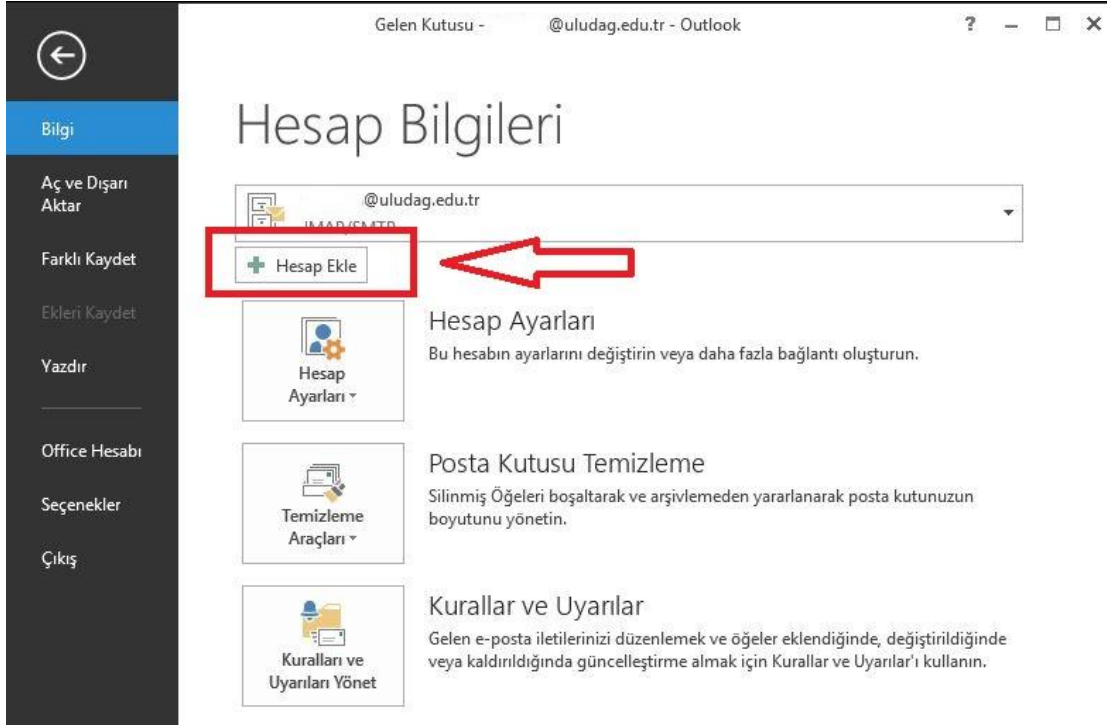 Gelen Kutusu - @uludag.edu.tr - Outlook
?
Bilgi
Aç ve Dışarı
Aktar
Farklı Kaydet
Ekleri Kaydet
Yazdır
Office Hesabı
Seçenekler
Çıkış
Hesap Bilgileri
@uludag.edu.tr
IMAP/SMTP
Hesap Ekle
Hesap
Ayarları
Hesap Ayarları
Bu hesabın ayarlarını değiştirin veya daha fazla bağlantı oluşturun.
Temizleme
Araçları
Posta Kutusu Temizleme
Silinmiş Öğeleri boşaltarak ve arşivlemeden yararlanarak posta kutunuzun
boyutunu yönetin.
Kuralları ve
Uyarıları Yönet
Kurallar ve Uyarılar
Gelen e-posta iletilerinizi düzenlemek ve öğeler eklendiğinde, değiştirildiğinde
veya kaldırıldığında güncelleştirme almak için Kurallar ve Uyarılar'ı kullanın.